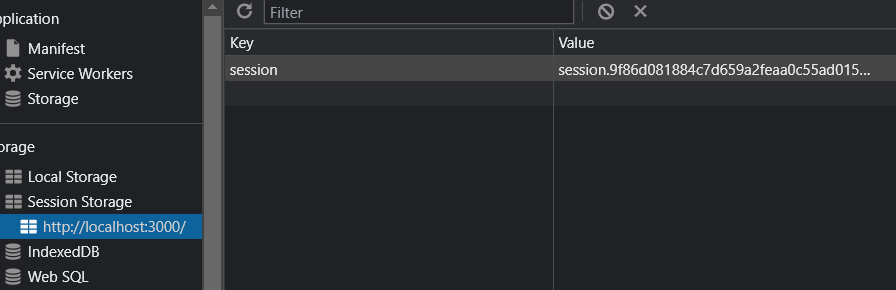 pplication
Manifest
Service Workers
Storage
orage
Local Storage
Session Storage
http://localhost:3000/
IndexedDB
Web SQL
Filter
Key Value
session session.9f86d081884c7d659a2feaa0c55ad015...